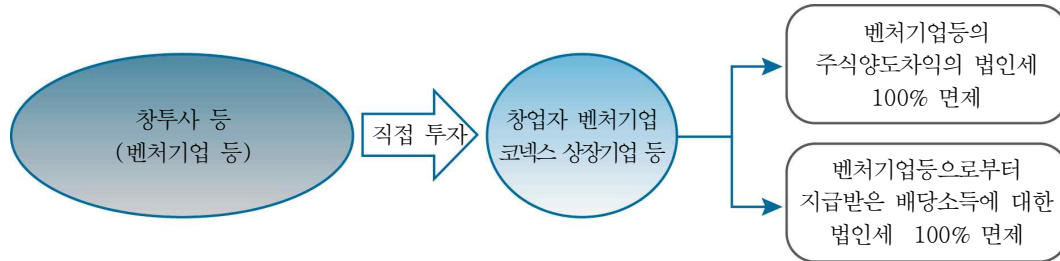 창투사 등
(벤처기업 등)
직접 투자
창업자 벤처기업
코넥스 상장기업 등
벤처기업등의
주식양도차익의 법인세
100% 면제
벤처기업등으로부터
지급받은 배당소득에 대한
법인세 100% 면제